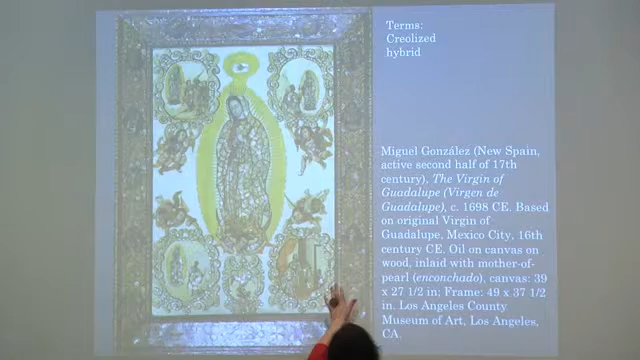 Terms:
Creolized
hybrid
Miguel González (New Spain,
active second half of 17th
century), The Virgin of
Guadalupe (Virgen de
Guadalupe), c. 1698 CE. Based
on original Virgin of
Guadalupe, Mexico City, 16th
century CE. Oil on canvas on
wood, inlaid with mother-of-
pearl (enconchado), canvas: 39
x 27 1/2 in; Frame: 49 x 37 1/2
in. Los Angeles County
Museum of Art, Los Angeles,
CA.